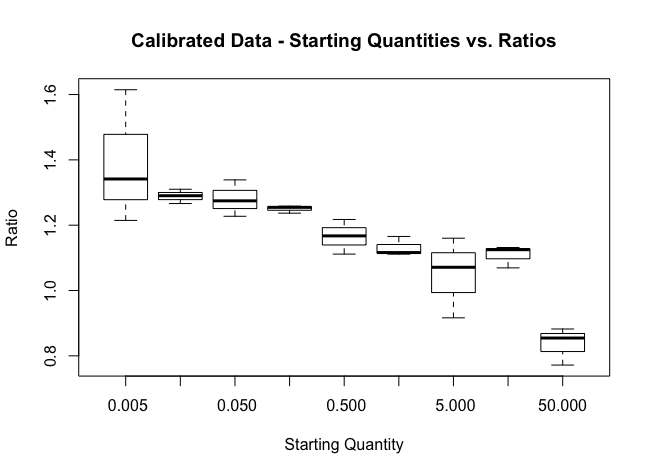 Calibrated Data - Starting Quantities vs. Ratios
1.6
1.4
1.2
1.0
0.8
Ratio
0.005 0.050 0.500 5.000 50.000
Starting Quantity